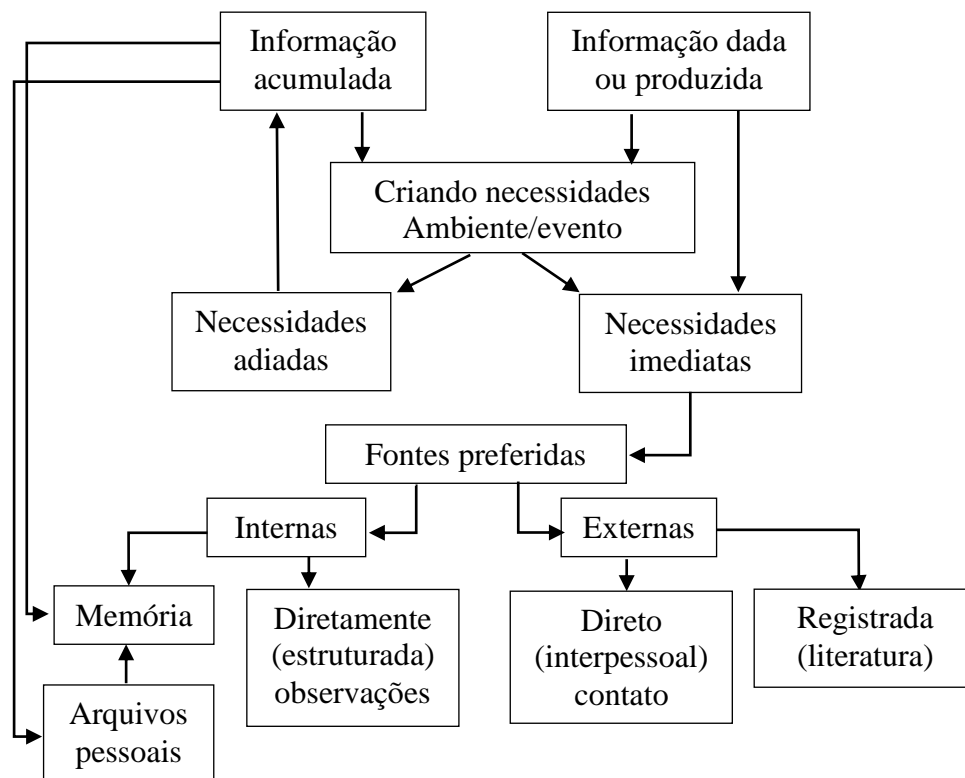 Informação
acumulada
Informação dada
ou produzida
Criando necessidades
Ambiente/evento
Necessidades
adiadas
Necessidades
imediatas
Fontes preferidas
Internas
Externas
Memória
Diretamente
(estruturada)
observações
Direto
(interpessoal)
contato
Registrada
(literatura)
Arquivos
pessoais